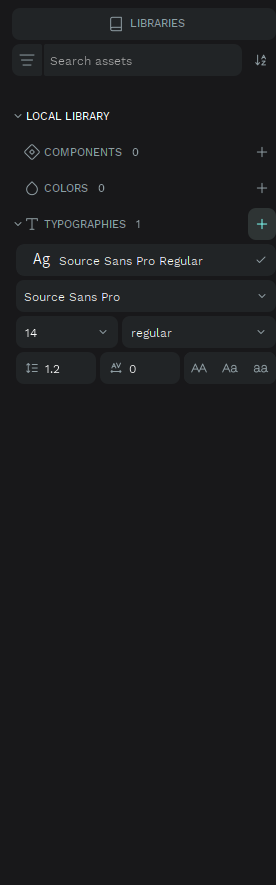 LIBRARIES
Search assets
LOCAL LIBRARY
COMPONENTS 0
COLORS 0
TYPOGRAPHIES 1
Ag Source Sans Pro Regular
Source Sans Pro
14 regular
1.2 AV 0 AA Aa aa